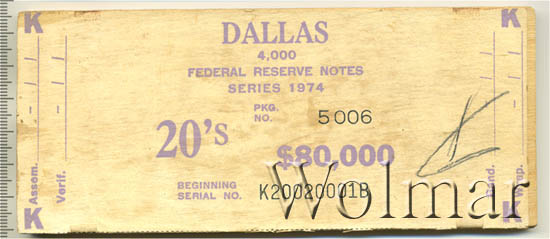 K K
DALLAS
4,000
FEDERAL RESERVE NOTES
SERIES 1974
PKG.
NO. 5006
20's
$80,000
BEGINNING
SERIAL NO. K20020001B
Assem.
Verif.
K K
Wolmar